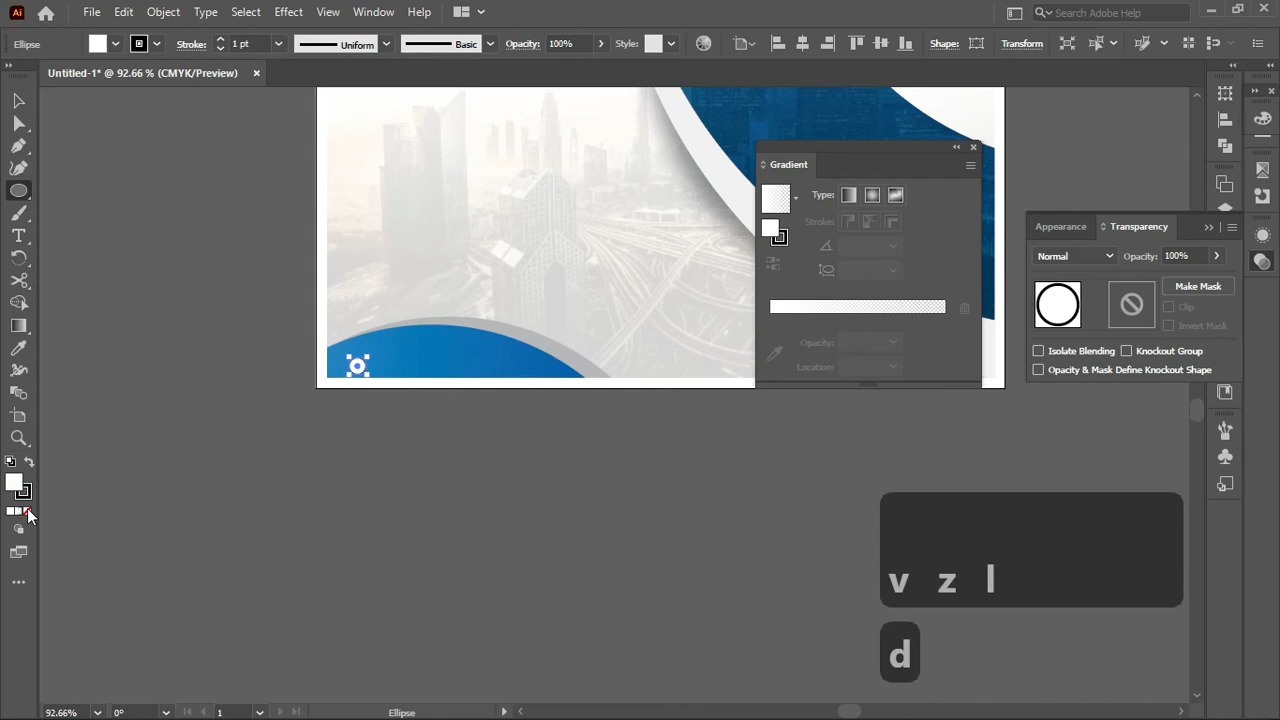 Ai File Edit Object Type Select Effect View Window Help Search Adobe Help
Ellipse Stroke: 1 pt Uniform Basic Opacity: 100% Style: Shape: Transform
Untitled-1* @ 92.66 % (CMYK/Preview)
Gradient
Type:
Stroke:
Opacity:
Location:
Appearance Transparency
Normal Opacity: 100%
Make Mask
Clip
Invert Mask
Isolate Blending Knockout Group
Opacity & Mask Define Knockout Shape
v z l
d
92.66% 0° 1 Ellipse